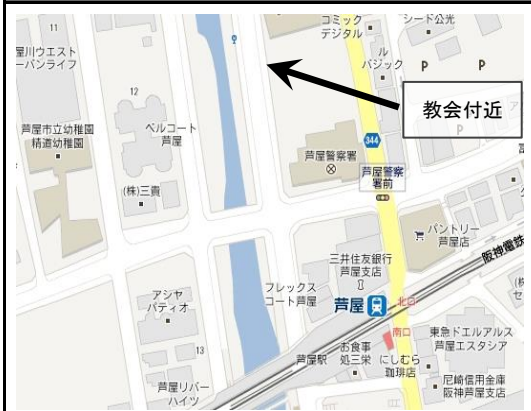 コミック
デジタル
シード公光
11
屋川ウエスト
ーバンライフ
ル
バジック
P
P
教会付近
12
芦屋市立幼稚園
精道幼稚園
ベルコート
芦屋
344
芦屋警察署
芦屋警察
署前
P
(株)三貴
パントリー
芦屋店
三井住友銀行
芦屋支店
阪神電鉄
フレックス
コート芦屋
アシヤ
パティオ
芦屋
北口
南口
東急ドエルアルス
芦屋エスタシア
お食事
処三栄
にしむら
珈琲店
芦屋駅
13
芦屋リバー
ハイツ
尼崎信用金庫
阪神芦屋支店